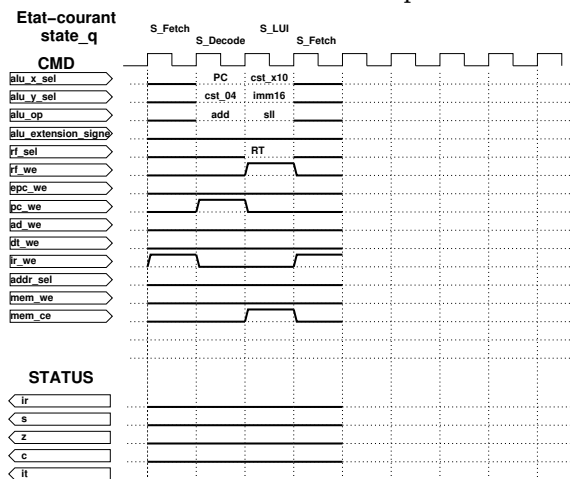 Etat−courant
state_q
S_Fetch
S_Decode
S_LUI
S_Fetch
CMD
alu_x_sel
PC
cst_x10
alu_y_sel
cst_04
imm16
alu_op
add
sll
alu_extension_signe
rf_sel
RT
rf_we
epc_we
pc_we
ad_we
dt_we
ir_we
addr_sel
mem_we
mem_ce
STATUS
ir
s
z
c
it